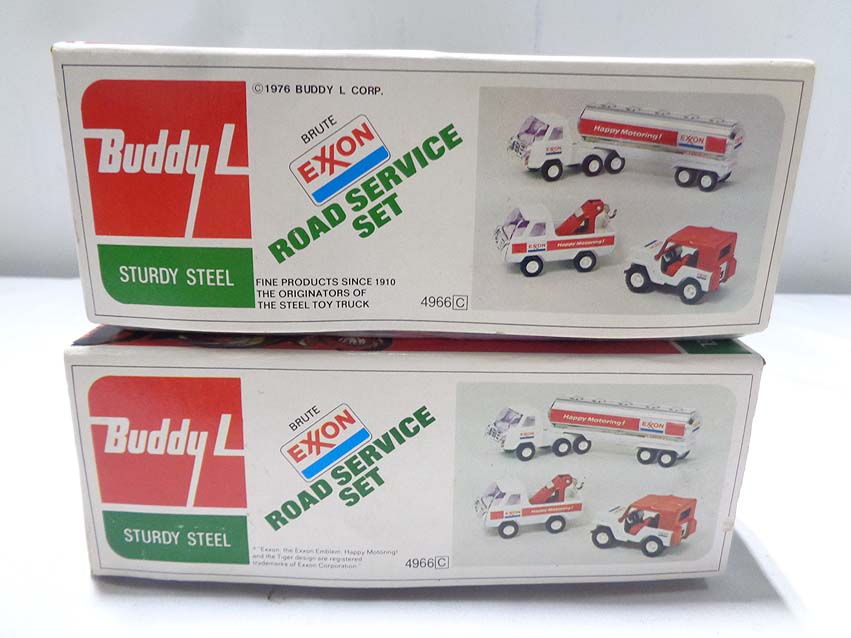 Buddy L
STURDY STEEL
©1976 BUDDY L CORP.
BRUTE
EXXON
ROAD SERVICE
SET
FINE PRODUCTS SINCE 1910
THE ORIGINATORS OF
THE STEEL TOY TRUCK
4966 C
Happy Motoring!
EXXON
EXXON
Happy Motoring!
Buddy L
STURDY STEEL
BRUTE
EXXON
ROAD SERVICE
SET
* "Exxon, the Exxon Emblem, Happy Motoring!
and the Tiger design are registered
trademarks of Exxon Corporation"
4966 C
Happy Motoring!
EXXON
EXXON
Happy Motoring!